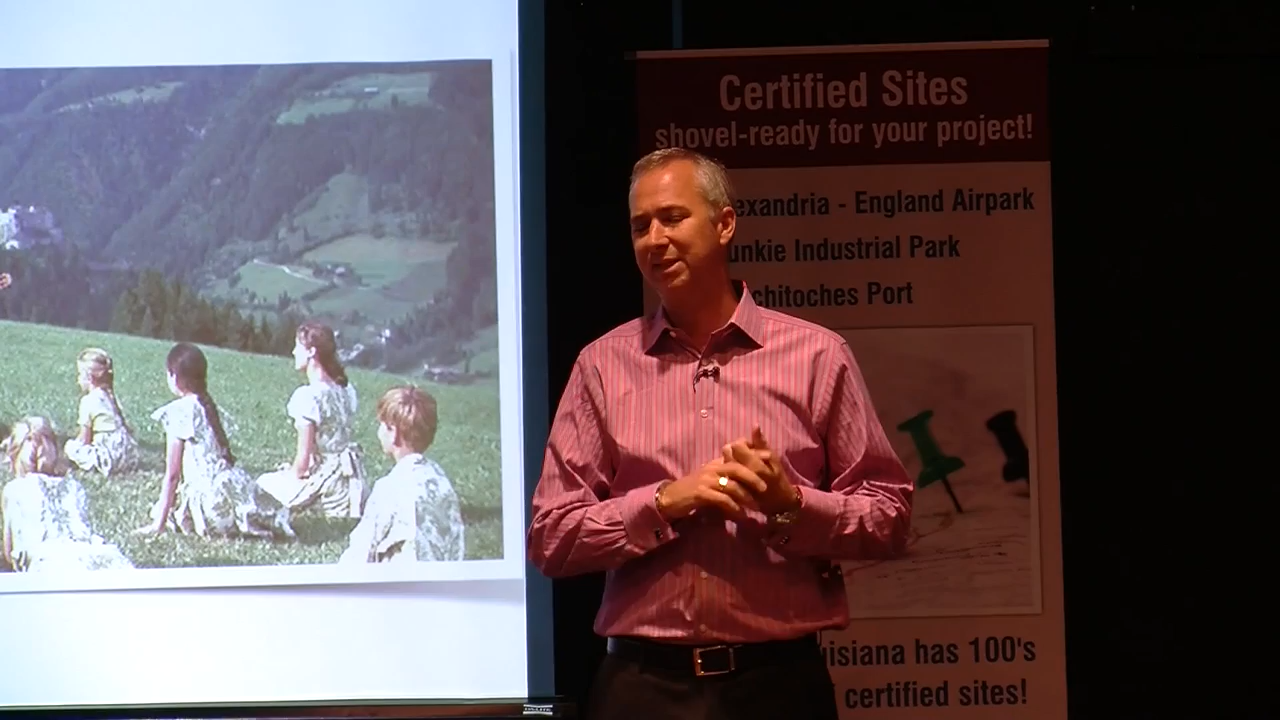 Certified Sites
shovel-ready for your project!
exandria - England Airpark
unkie Industrial Park
chitoches Port
uisiana has 100's
certified sites!